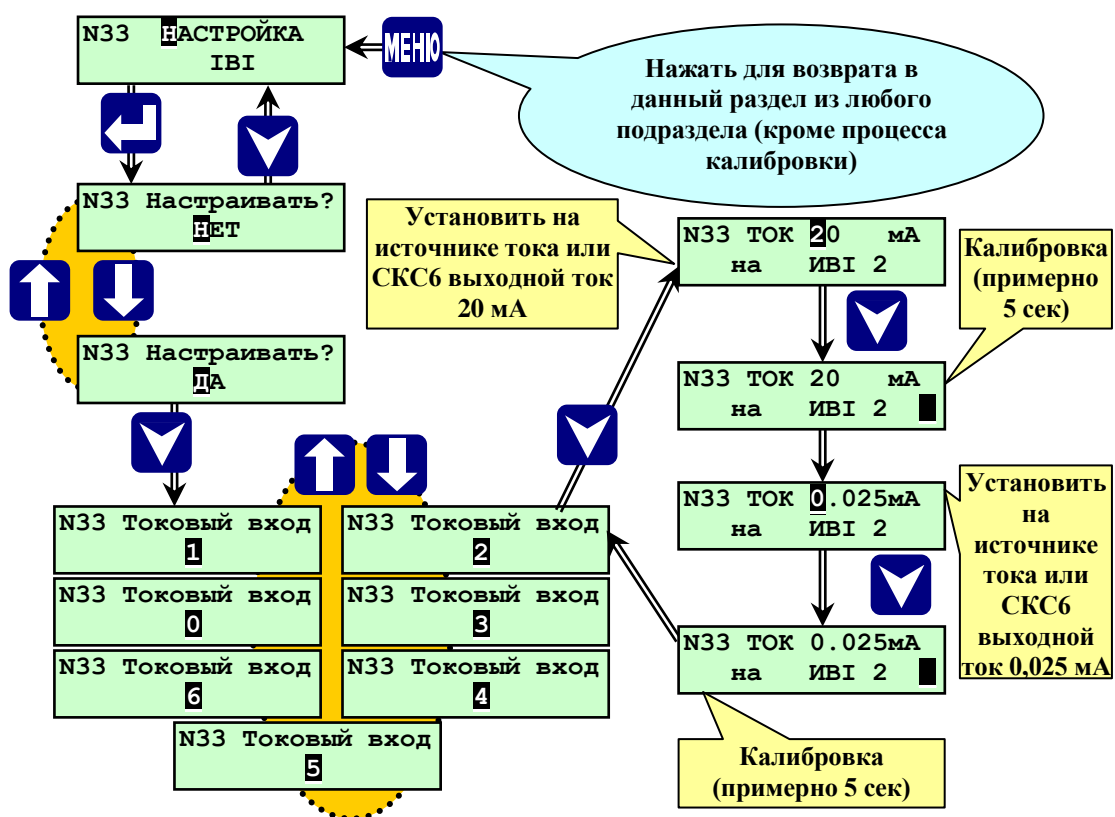 N33 НАСТРОЙКА
IBI
МЕНЮ
Нажать для возврата в
данный раздел из любого
подраздела (кроме процесса
калибровки)
N33 Настраивать?
НЕТ
N33 Настраивать?
ДА
Установить на
источнике тока или
СКС6 выходной ток
20 мА
N33 ТОК 20 мА
на ИВI 2
Калибровка
(примерно
5 сек)
N33 ТОК 20 мА
на ИВI 2
N33 ТОК 0.025мА
на ИВI 2
Установить
на
источнике
тока или
СКС6
выходной
ток 0,025 мА
N33 ТОК 0.025мА
на ИВI 2
Калибровка
(примерно 5 сек)
N33 Токовый вход
1
N33 Токовый вход
2
N33 Токовый вход
0
N33 Токовый вход
3
N33 Токовый вход
6
N33 Токовый вход
4
N33 Токовый вход
5